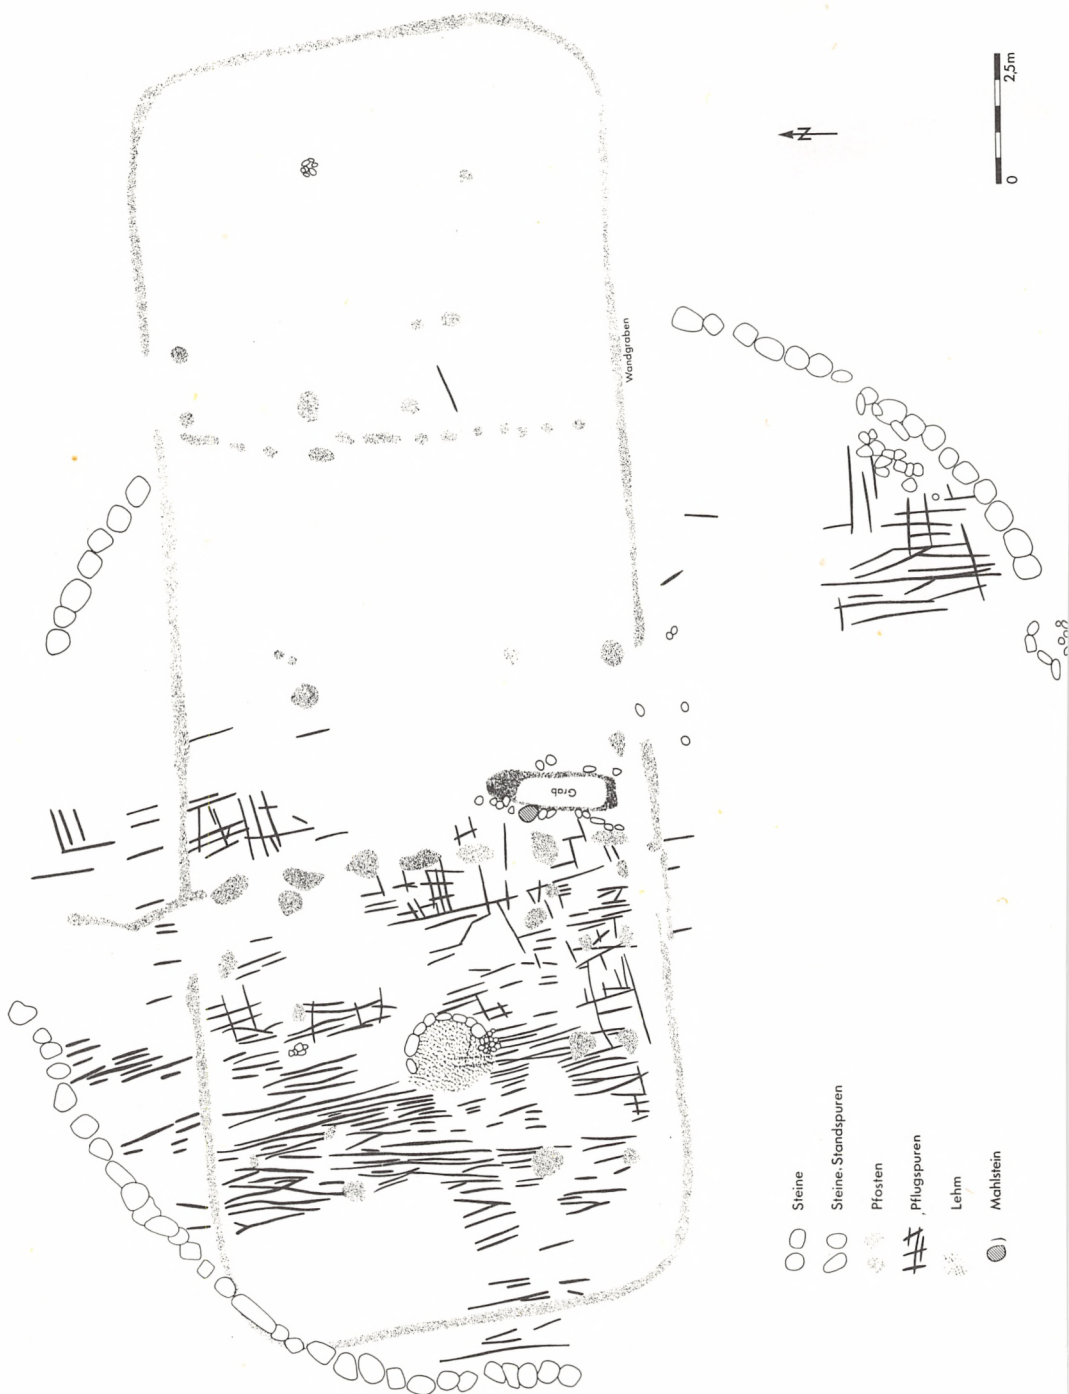 N
0 2,5m
Wandgraben
Grab
Steine
Steine, Standspuren
Pfosten
Pflugspuren
Lehm
Mahlstein